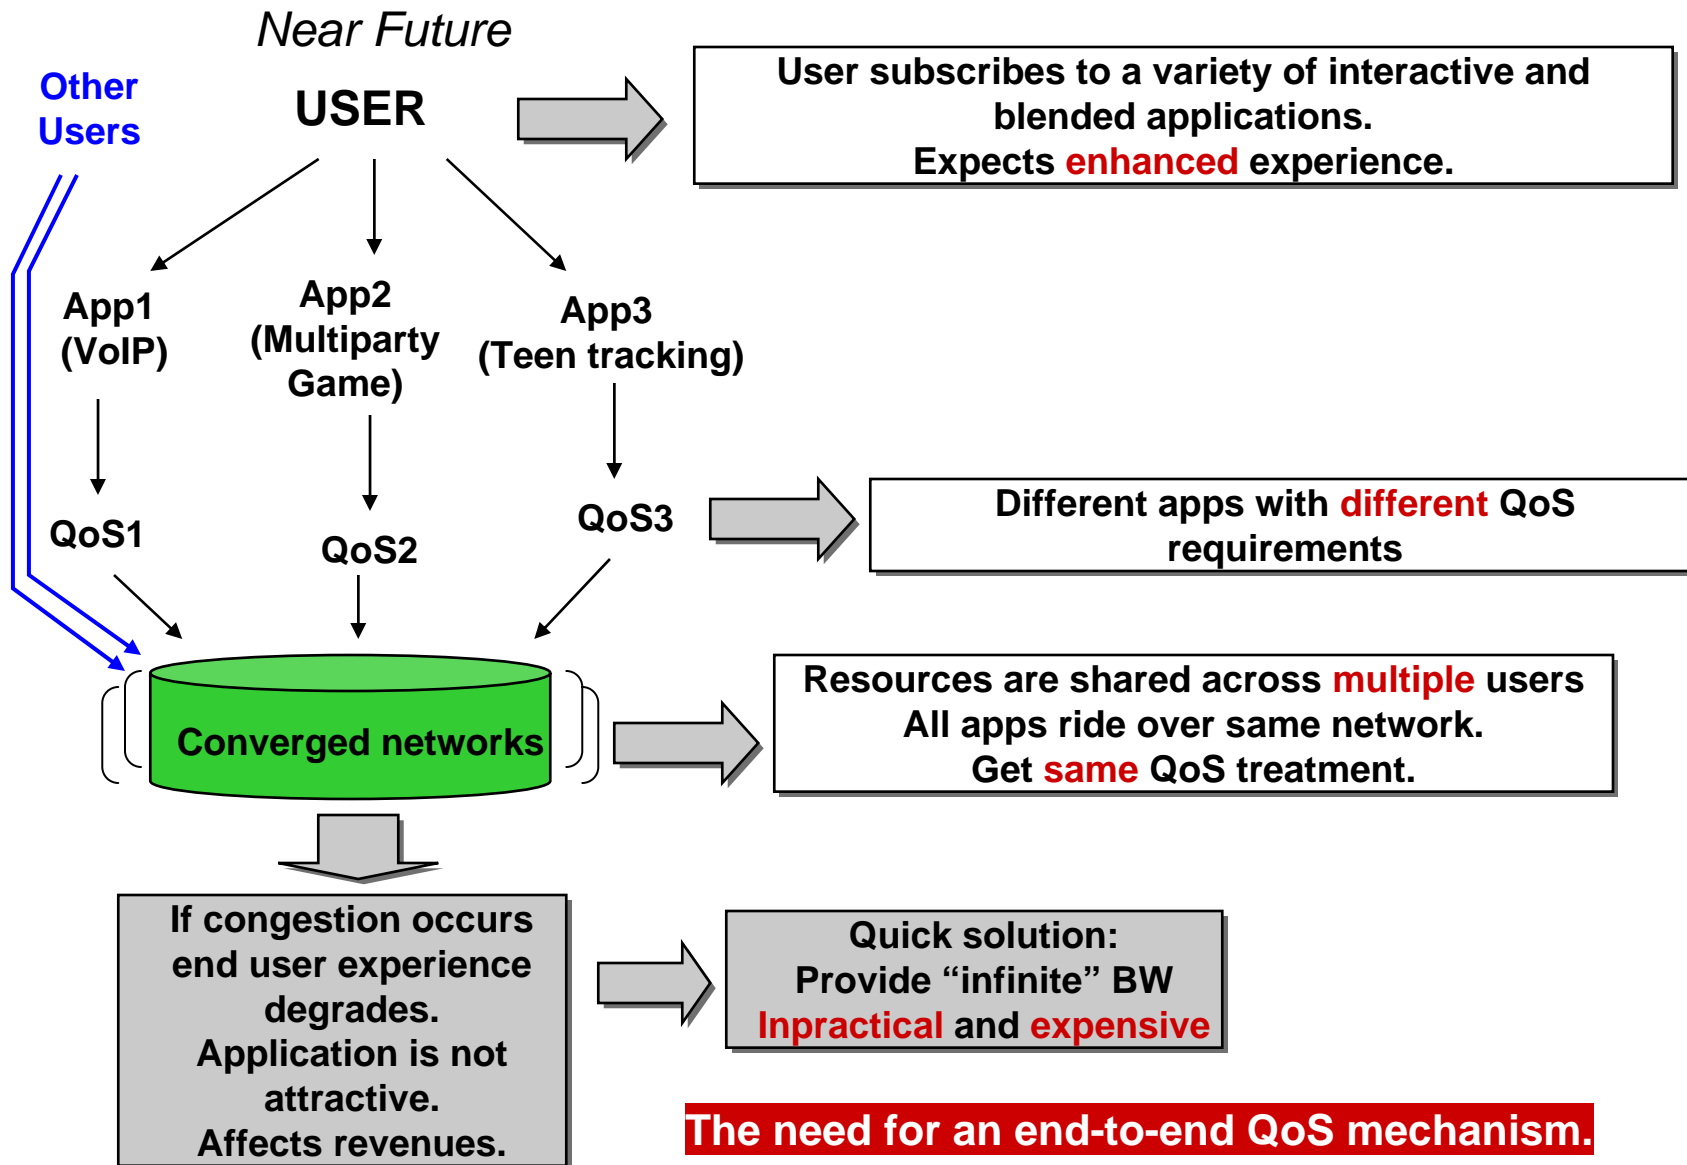 Near Future
Other
Users
USER
User subscribes to a variety of interactive and
blended applications.
Expects enhanced experience.
App1
(VoIP)
App2
(Multiparty
Game)
App3
(Teen tracking)
QoS1
QoS2
QoS3
Different apps with different QoS
requirements
Converged networks
Resources are shared across multiple users
All apps ride over same network.
Get same QoS treatment.
If congestion occurs
end user experience
degrades.
Application is not
attractive.
Affects revenues.
Quick solution:
Provide “infinite” BW
Inpractical and expensive
The need for an end-to-end QoS mechanism.